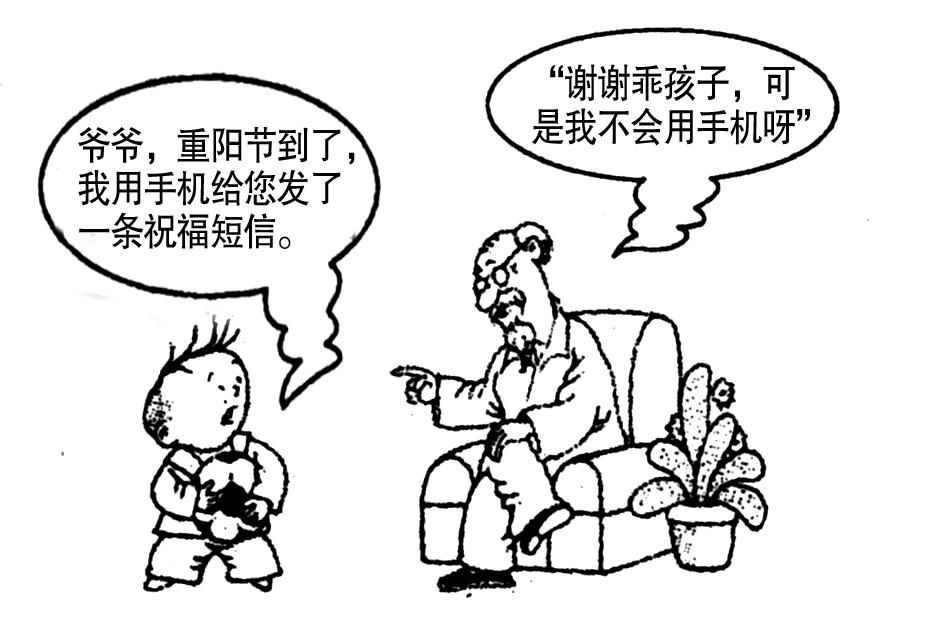 爷爷，重阳节到了，
我用手机给您发了
一条祝福短信。
“谢谢乖孩子，可
是我不会用手机呀”